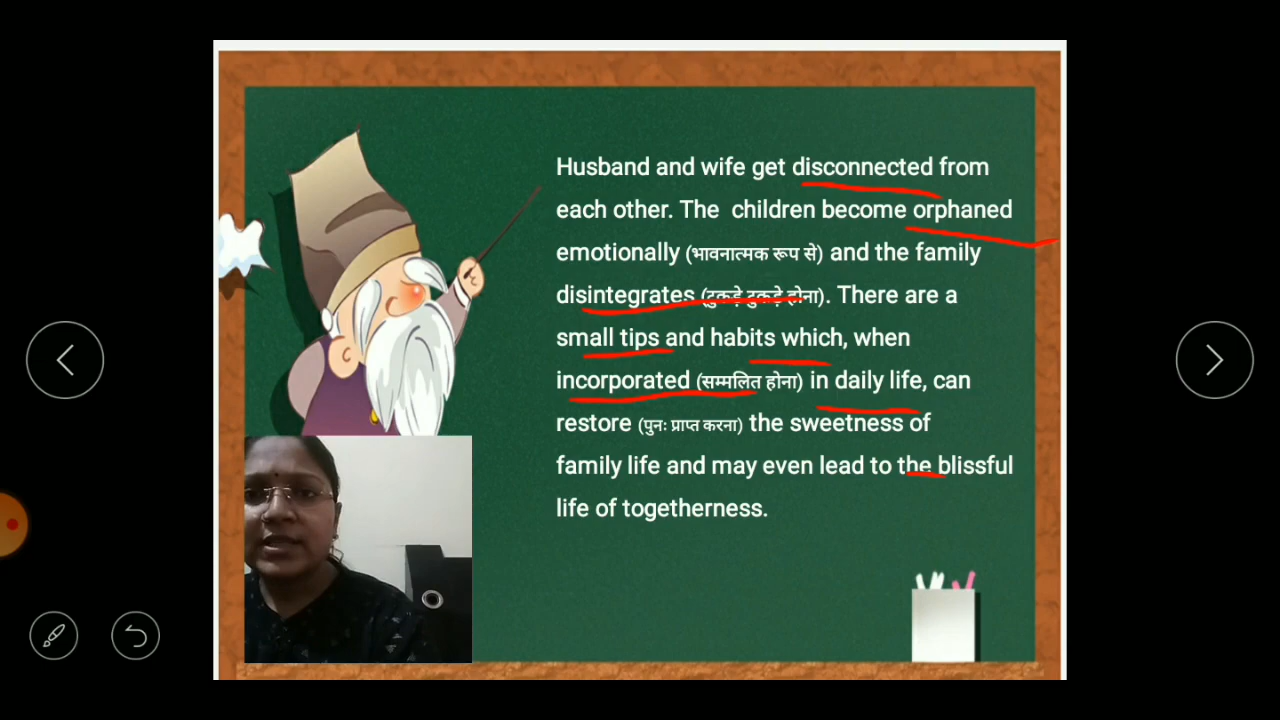 Husband and wife get disconnected from
each other. The children become orphaned
emotionally (भावनात्मक रूप से) and the family
disintegrates (टुकड़े टुकड़े होना). There are a
small tips and habits which, when
incorporated (सम्मलित होना) in daily life, can
restore (पुनः प्राप्त करना) the sweetness of
family life and may even lead to the blissful
life of togetherness.